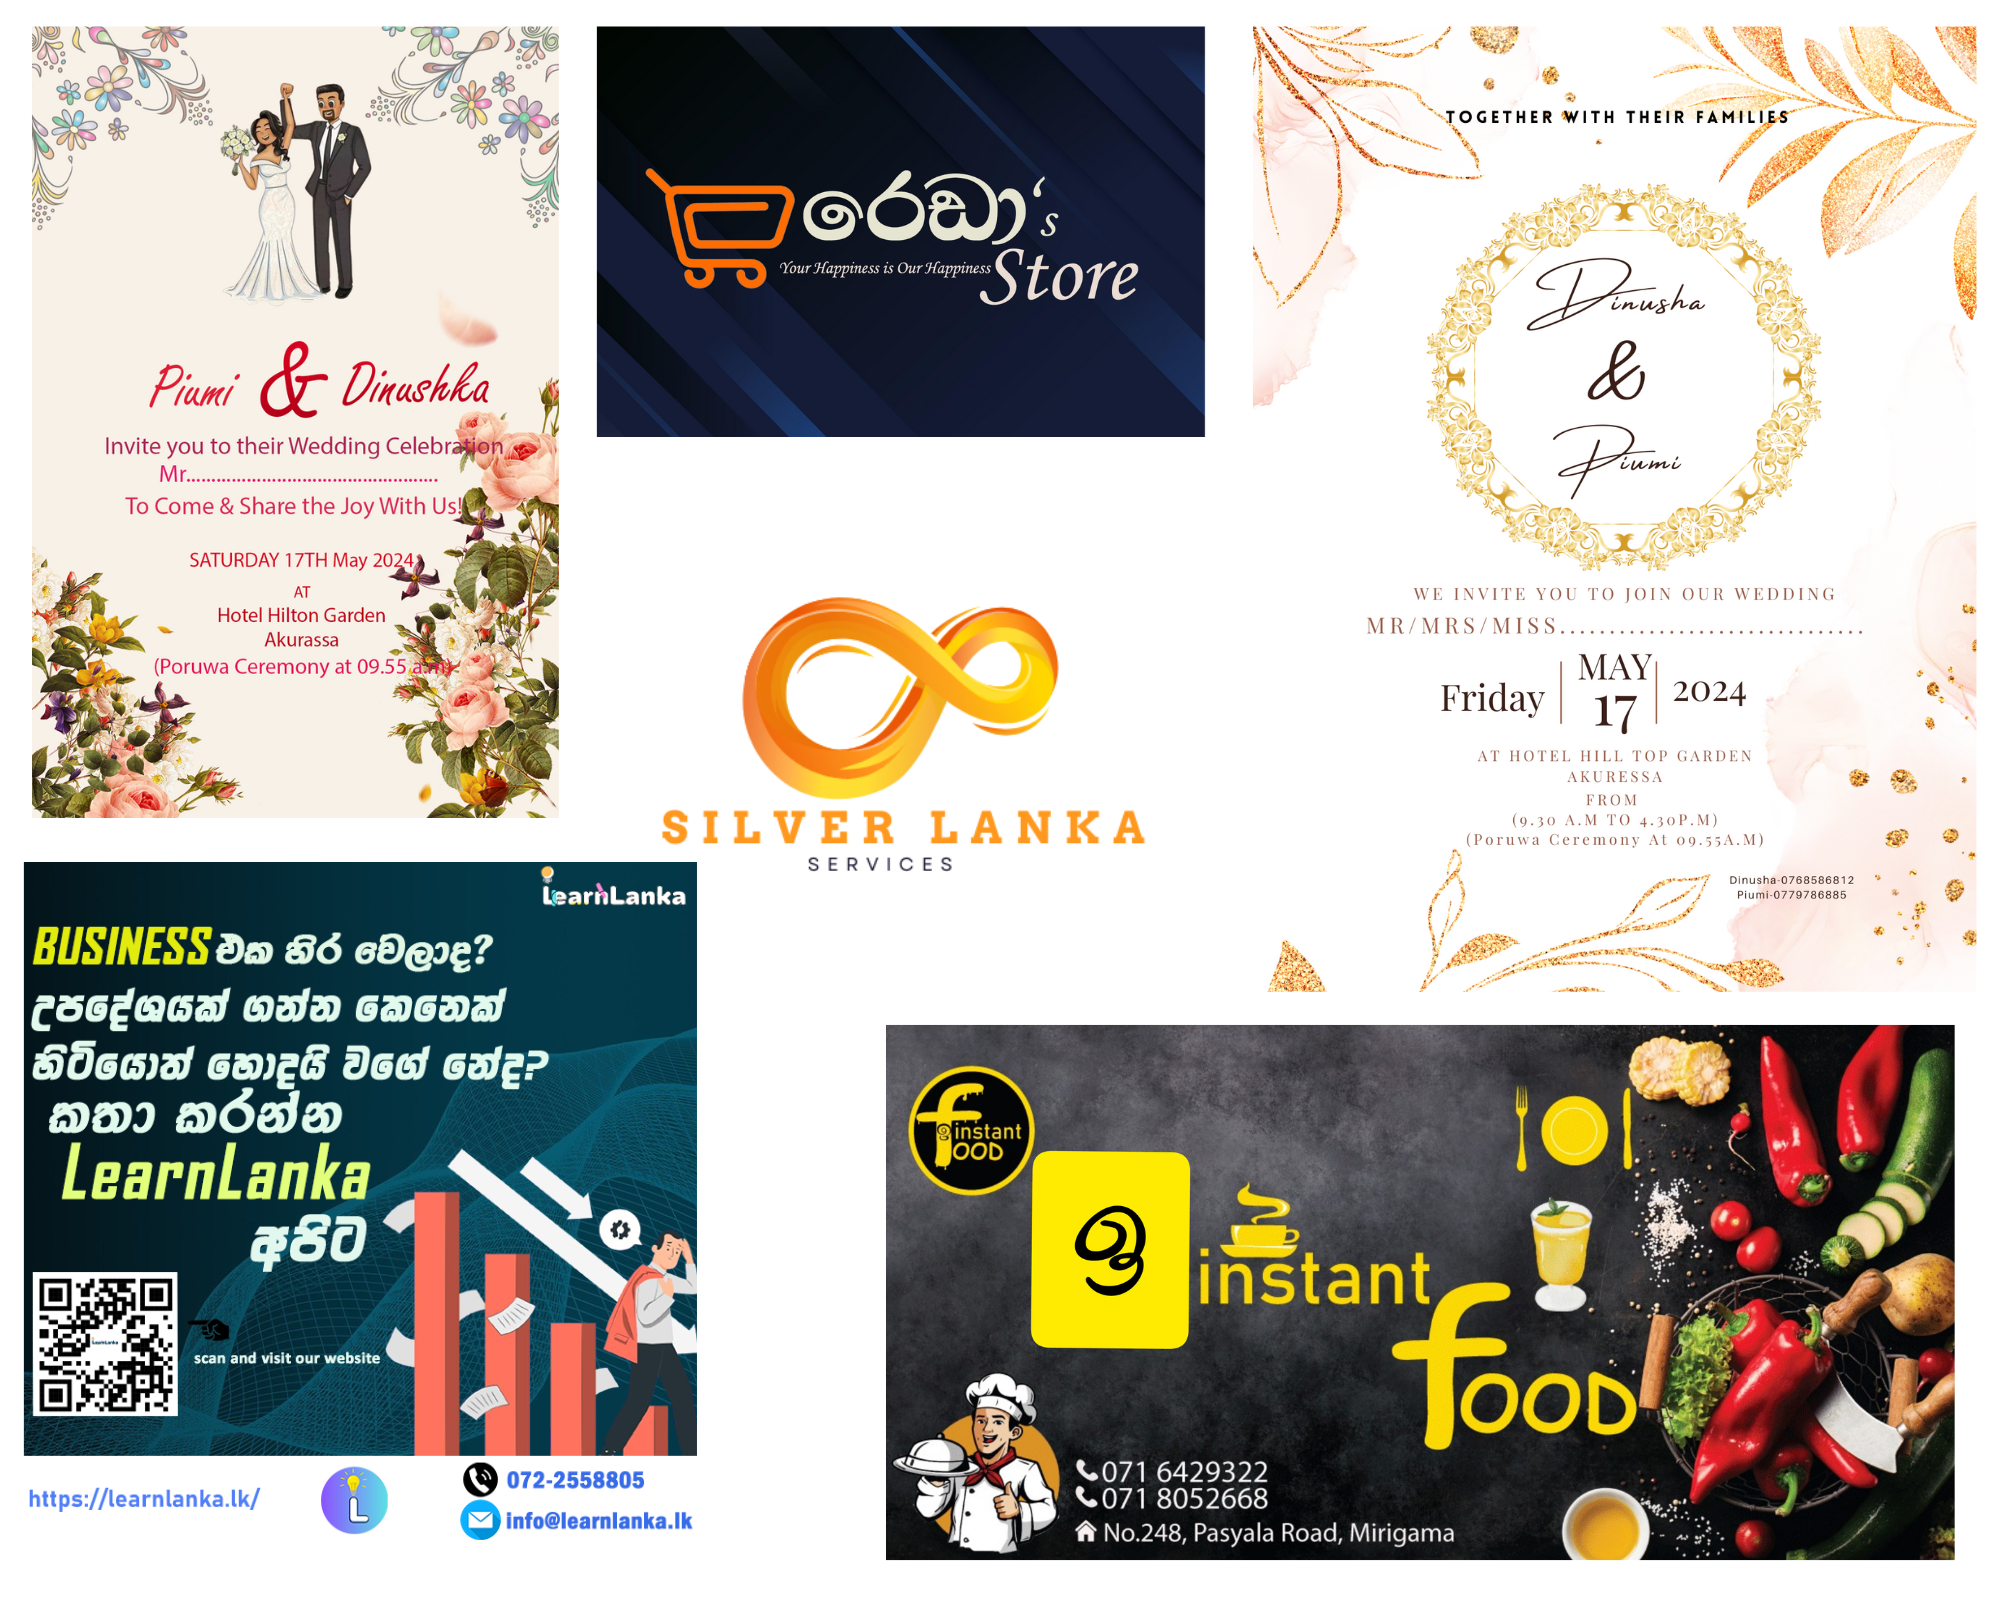 Piumi & Dinushka
Invite you to their Wedding Celebration
Mr..................................................
To Come & Share the Joy With Us!
SATURDAY 17TH May 2024
AT
Hotel Hilton Garden
Akurassa
(Poruwa Ceremony at 09.55 a.m)
රෙඩා‘s
Your Happiness is Our Happiness
Store
TOGETHER WITH THEIR FAMILIES
Dinusha
&
Piumi
WE INVITE YOU TO JOIN OUR WEDDING
MR/MRS/MISS...............................
Friday
MAY
17
2024
AT HOTEL HILL TOP GARDEN
AKURESSA
FROM
(9.30 A.M TO 4.30P.M)
(Poruwa Ceremony At 09.55A.M)
Dinusha-0768586812
Piumi-0779786885
SILVER LANKA
SERVICES
LearnLanka
BUSINESS එක හිර වෙලාද?
උපදේශයක් ගන්න කෙනෙක්
හිටියොත් හොදයි වගේ නේද?
කතා කරන්න
LearnLanka
අපිට
LearnLanka
scan and visit our website
https://learnlanka.lk/
L
072-2558805
info@learnlanka.lk
ඉ instant
fOOD
ඉ
instant
fOOD
071 6429322
071 8052668
No.248, Pasyala Road, Mirigama